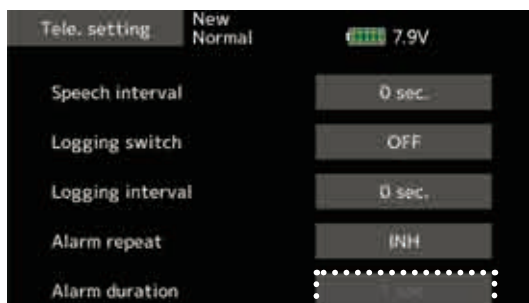 Tele. setting
New
Normal
7.9V
Speech interval
0 sec.
Logging switch
OFF
Logging interval
0 sec.
Alarm repeat
INH
Alarm duration